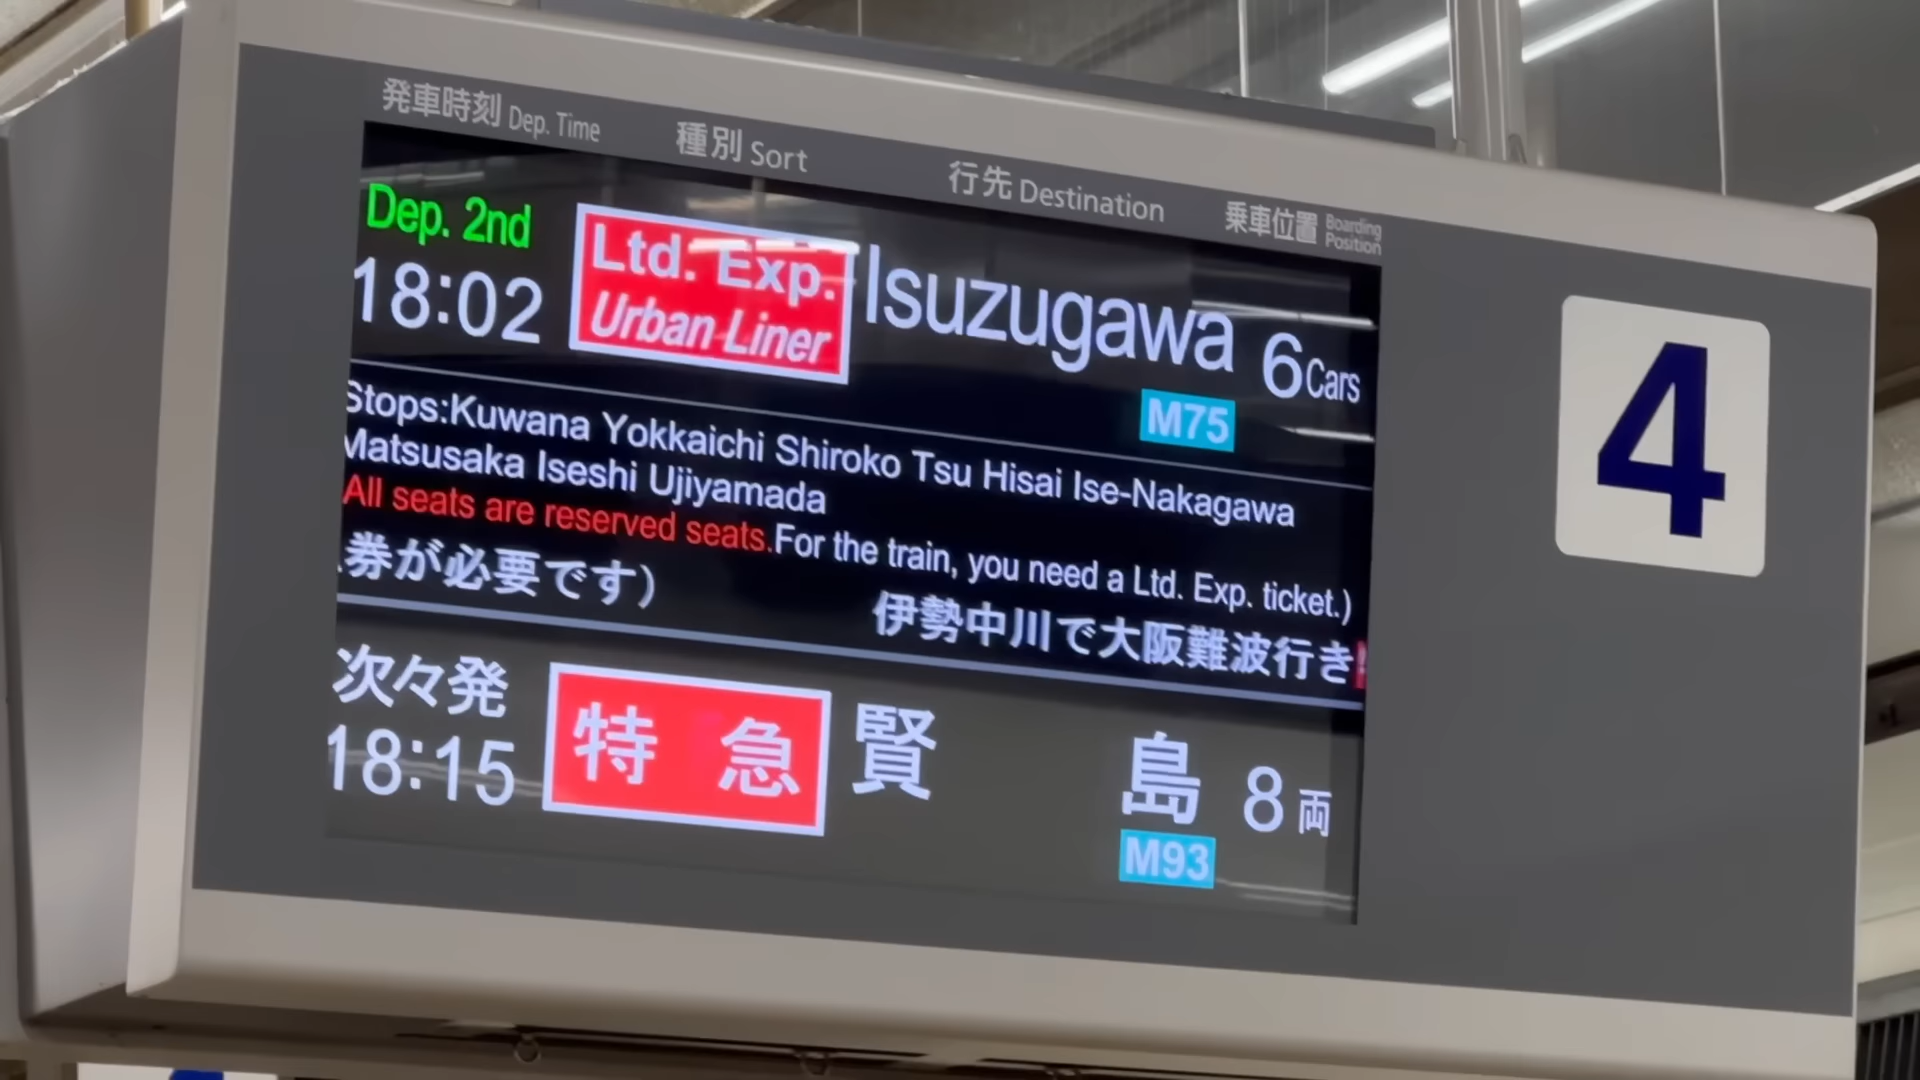 発車時刻 Dep. Time 種別 Sort 行先 Destination 乗車位置 Boarding Position
Dep. 2nd
18:02 Ltd. Exp. Urban Liner Isuzugawa 6 Cars
M75
Stops:Kuwana Yokkaichi Shiroko Tsu Hisai Ise-Nakagawa
Matsusaka Iseshi Ujiyamada
All seats are reserved seats.For the train, you need a Ltd. Exp. ticket.)
券が必要です） 伊勢中川で大阪難波行き
次々発
18:15 特急 賢島 8両
M93
4